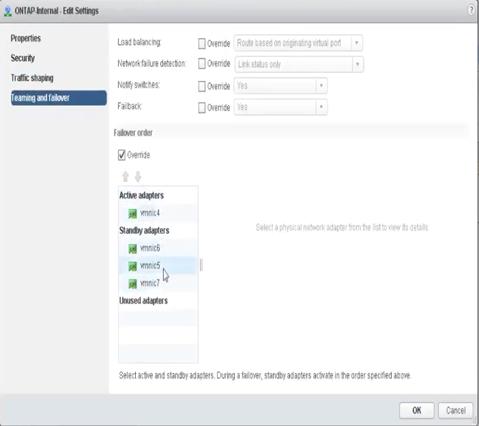 ONTAP-Internal - Edit Settings
Properties
Security
Traffic shaping
Teaming and failover
Load balancing: Override Route based on originating virtual port
Network failure detection: Override Link status only
Notify switches: Override Yes
Failback: Override Yes
Failover order
Override
Active adapters
vmnic4
Standby adapters
vmnic6
vmnic5
vmnic7
Unused adapters
Select a physical network adapter from the list to view its details.
Select active and standby adapters. During a failover, standby adapters activate in the order specified above.
OK Cancel